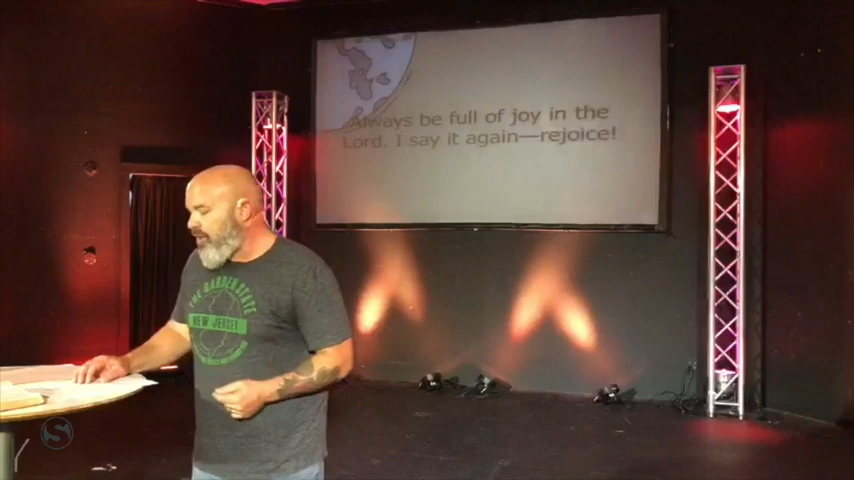 Always be full of joy in the
Lord. I say it again—rejoice!
THE GARDEN STATE
NEW JERSEY
S